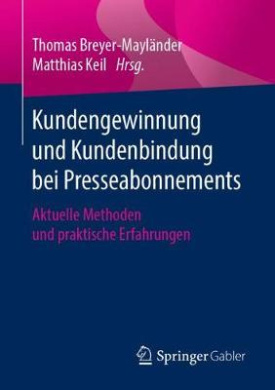 Thomas Breyer-Mayländer
Matthias Keil Hrsg.
Kundengewinnung
und Kundenbindung
bei Presseabonnements
Aktuelle Methoden
und praktische Erfahrungen
Springer Gabler